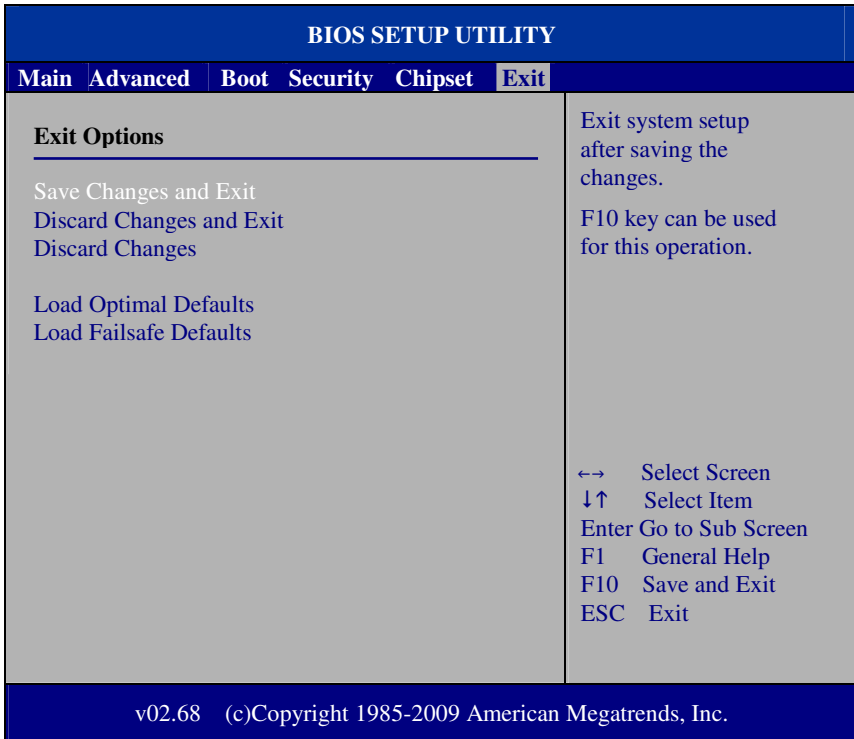 BIOS SETUP UTILITY
Main Advanced Boot Security Chipset Exit
Exit Options
Save Changes and Exit
Discard Changes and Exit
Discard Changes
Load Optimal Defaults
Load Failsafe Defaults
Exit system setup
after saving the
changes.
F10 key can be used
for this operation.
←→ Select Screen
↓↑ Select Item
Enter Go to Sub Screen
F1 General Help
F10 Save and Exit
ESC Exit
v02.68 (c)Copyright 1985-2009 American Megatrends, Inc.